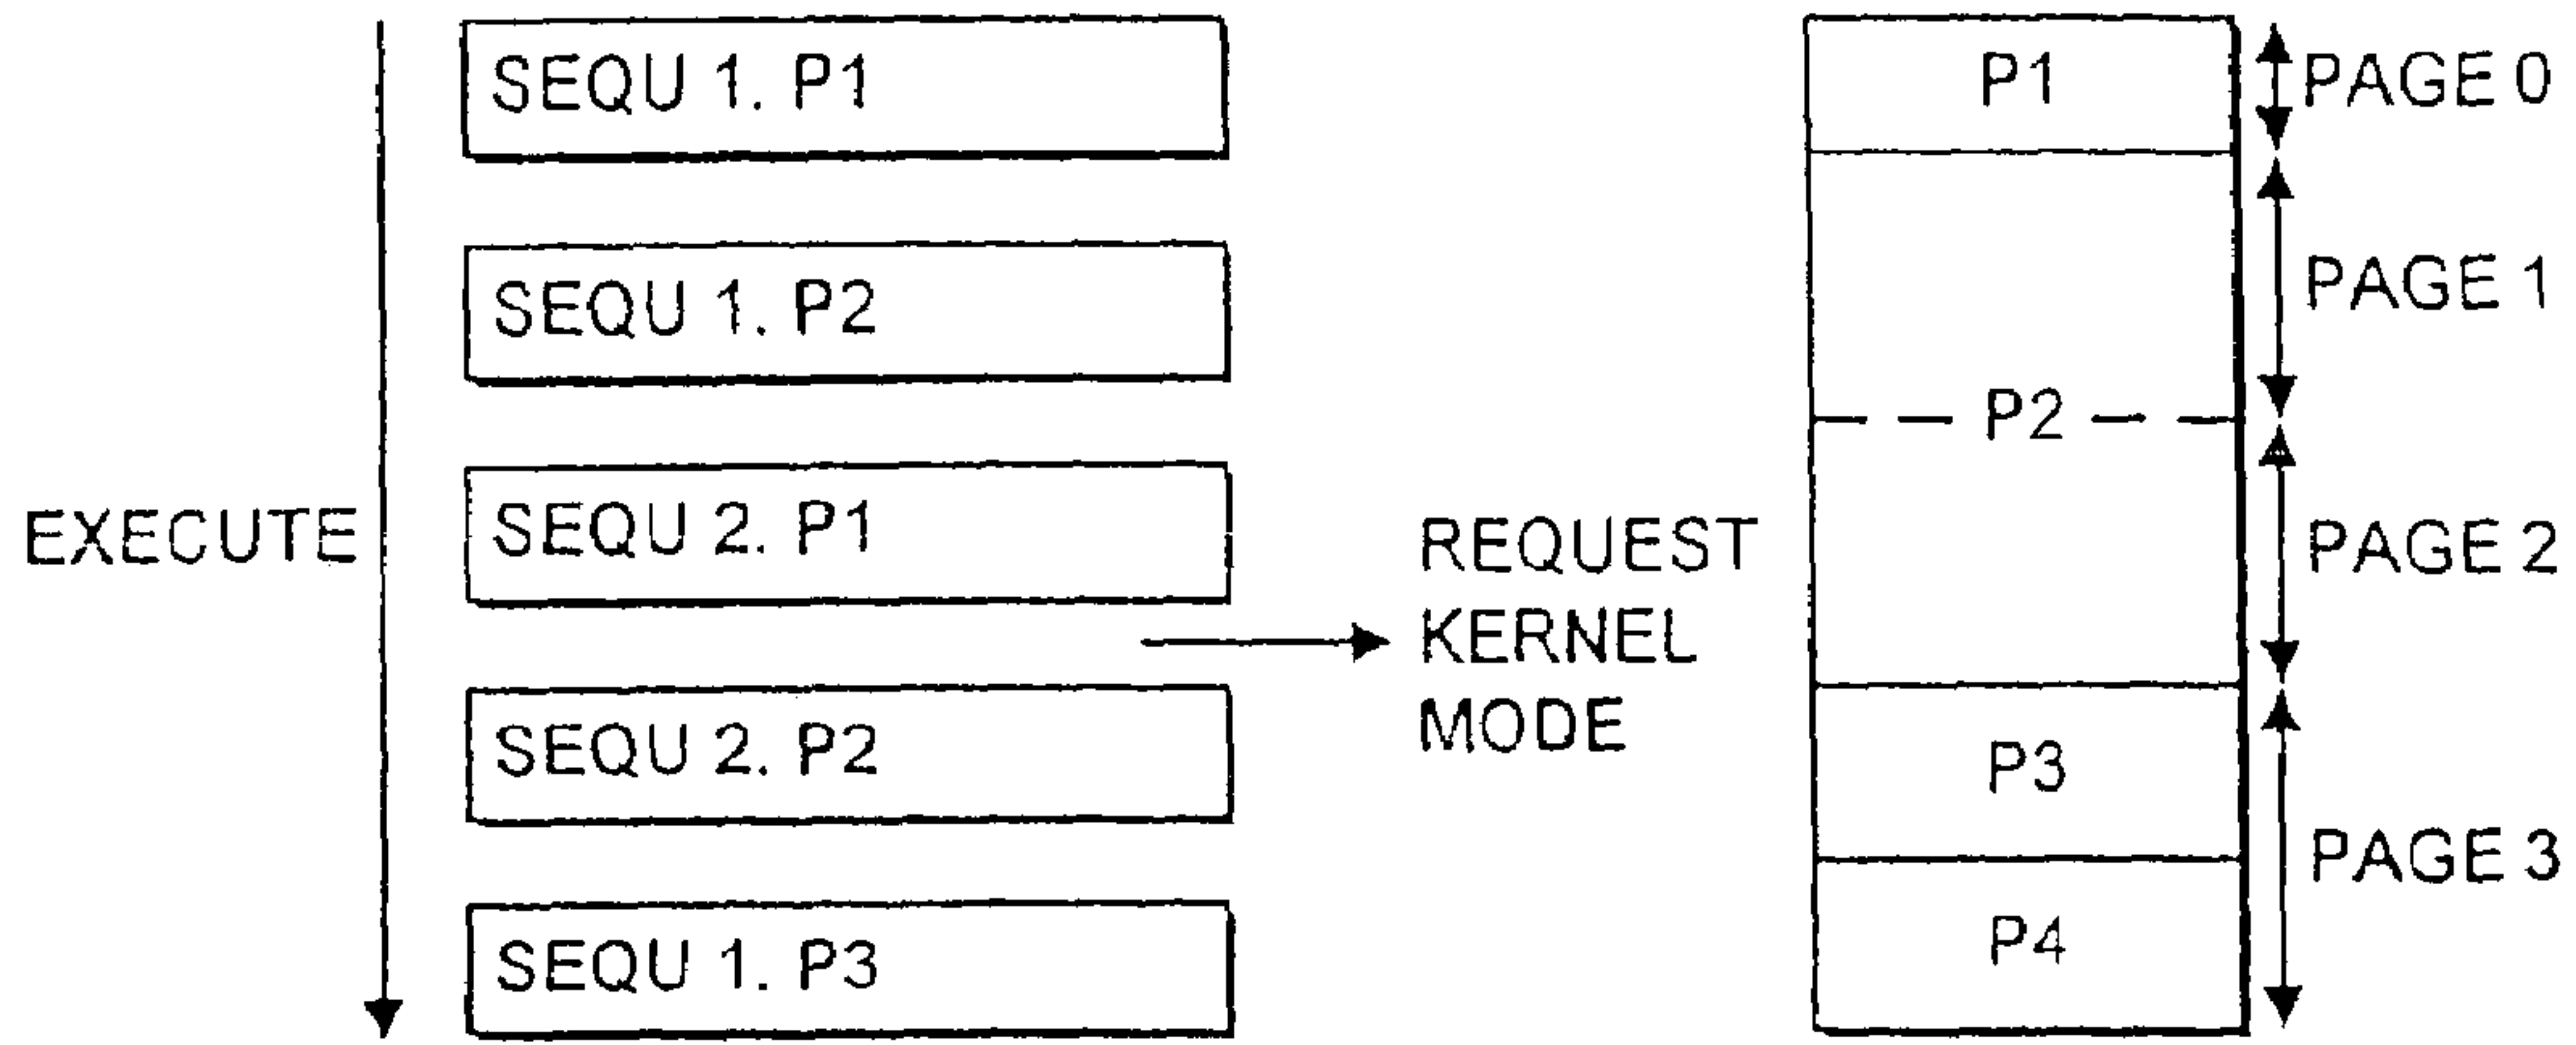 EXECUTE
SEQU 1. P1
SEQU 1. P2
SEQU 2. P1
SEQU 2. P2
SEQU 1. P3
REQUEST
KERNEL
MODE
P1
P2
P3
P4
PAGE 0
PAGE 1
PAGE 2
PAGE 3